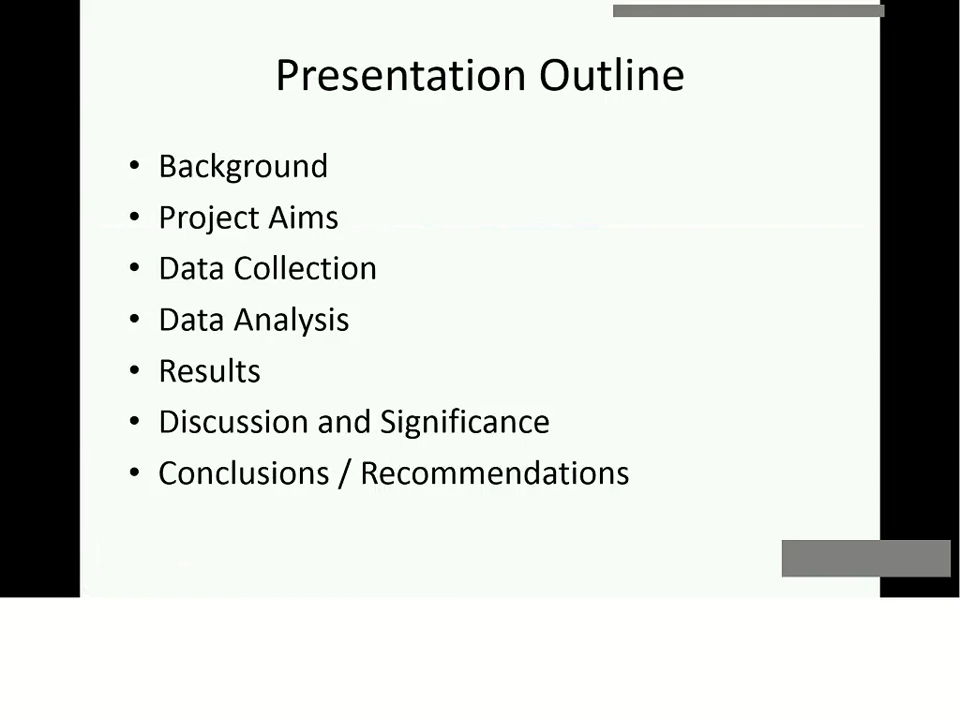 Presentation Outline
• Background
• Project Aims
• Data Collection
• Data Analysis
• Results
• Discussion and Significance
• Conclusions / Recommendations